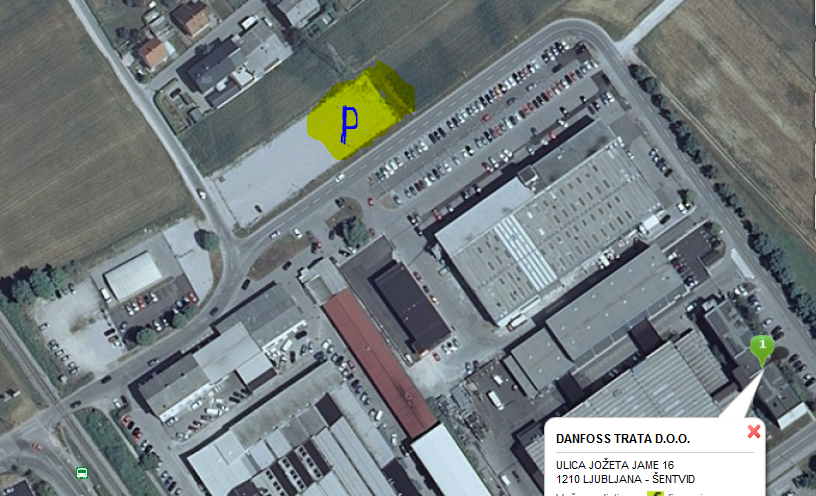 P
1
DANFOSS TRATA D.O.O.
ULICA JOŽETA JAME 16
1210 LJUBLJANA - ŠENTVID